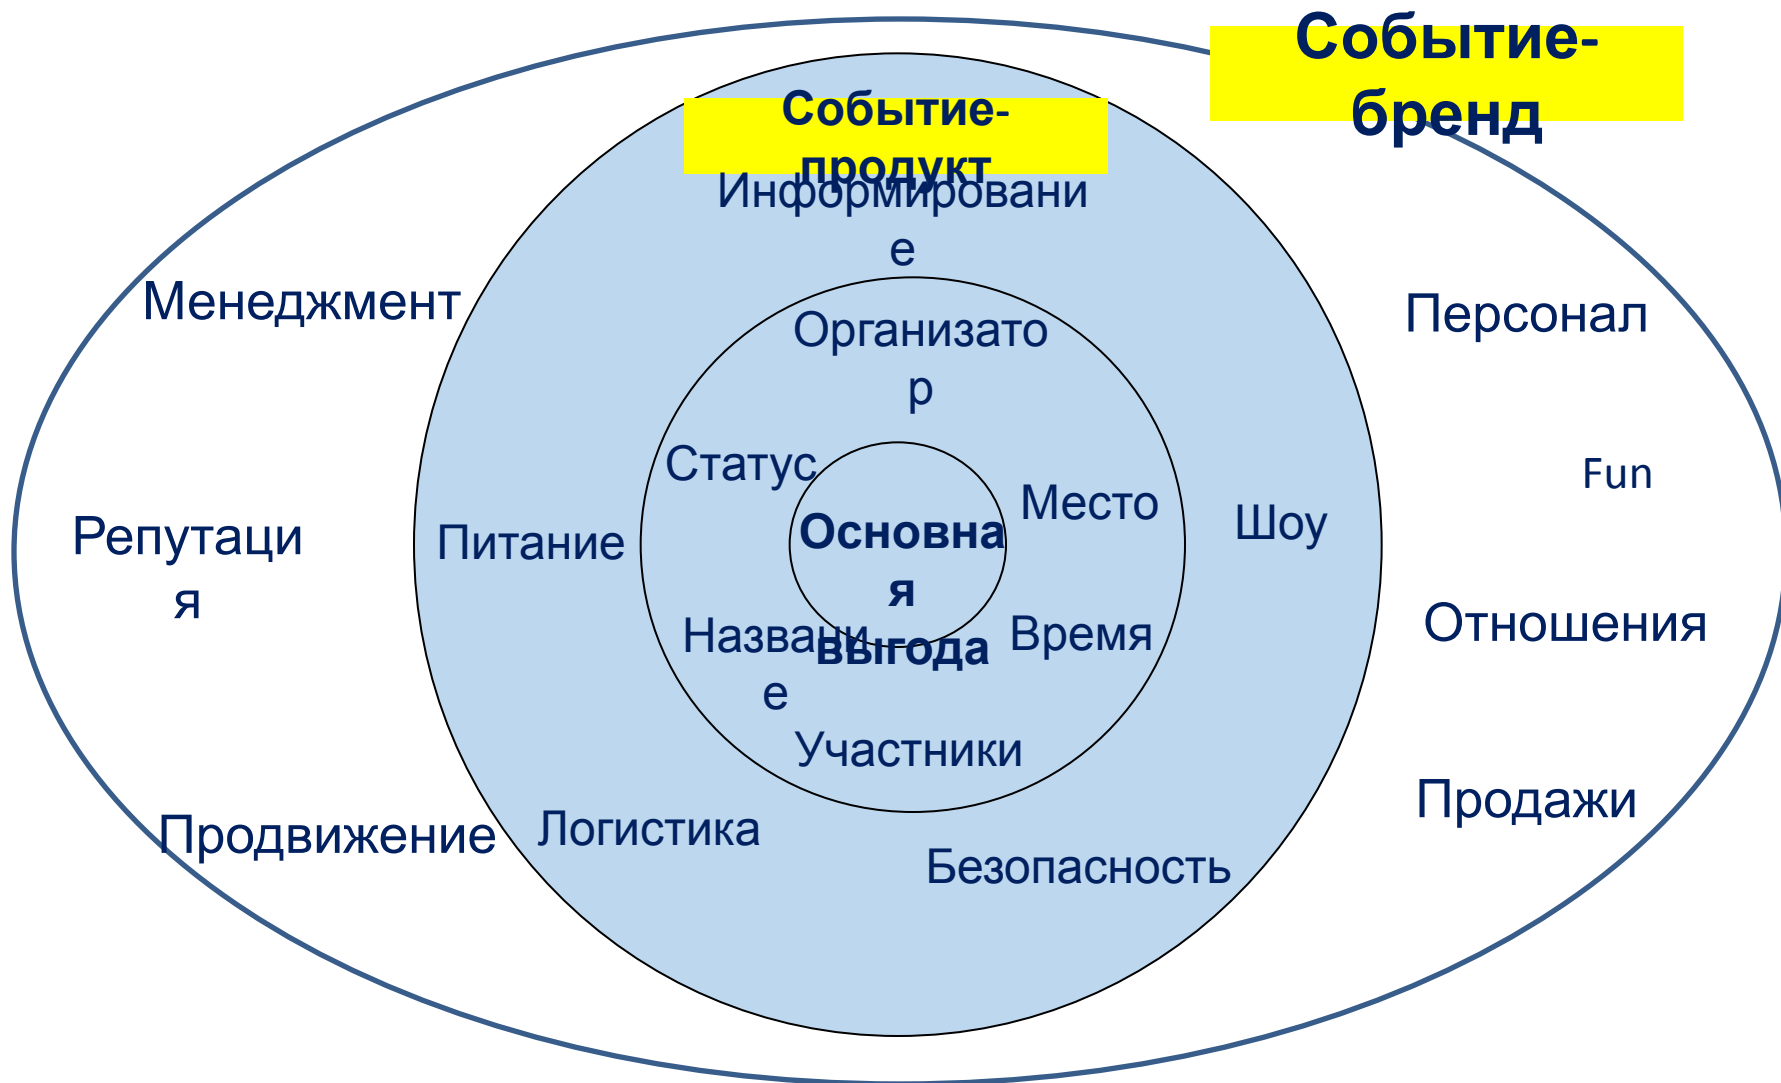 Событие-
бренд
Событие-
продукт
Информировани
е
Менеджмент
Персонал
Организато
р
Статус
Fun
Место
Шоу
Репутаци
я
Питание
Основна
я
выгода
Названи
е
Время
Отношения
Участники
Продажи
Продвижение
Логистика
Безопасность